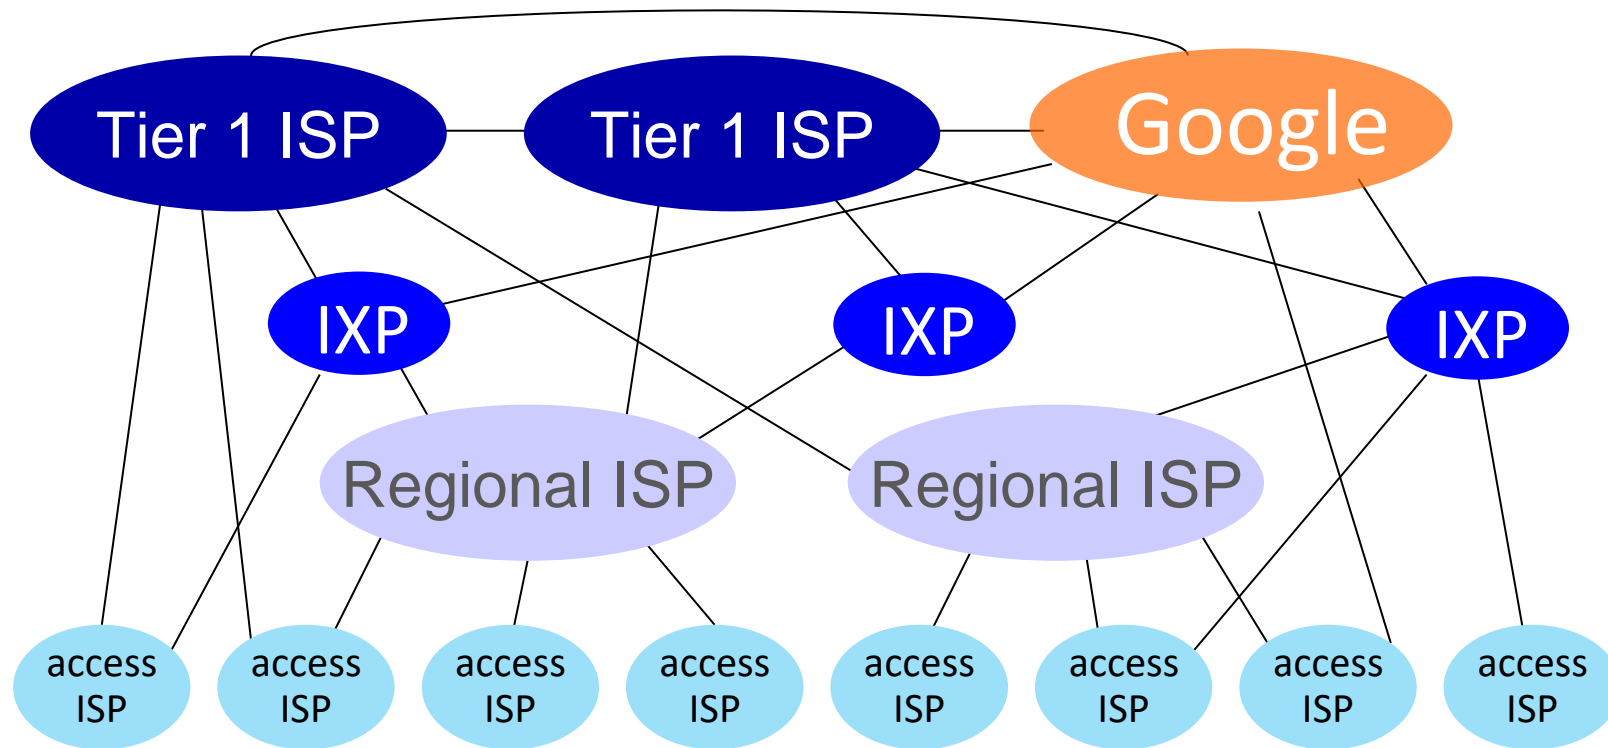 Tier 1 ISP
Tier 1 ISP
Google
IXP
IXP
IXP
Regional ISP
Regional ISP
access
ISP
access
ISP
access
ISP
access
ISP
access
ISP
access
ISP
access
ISP
access
ISP